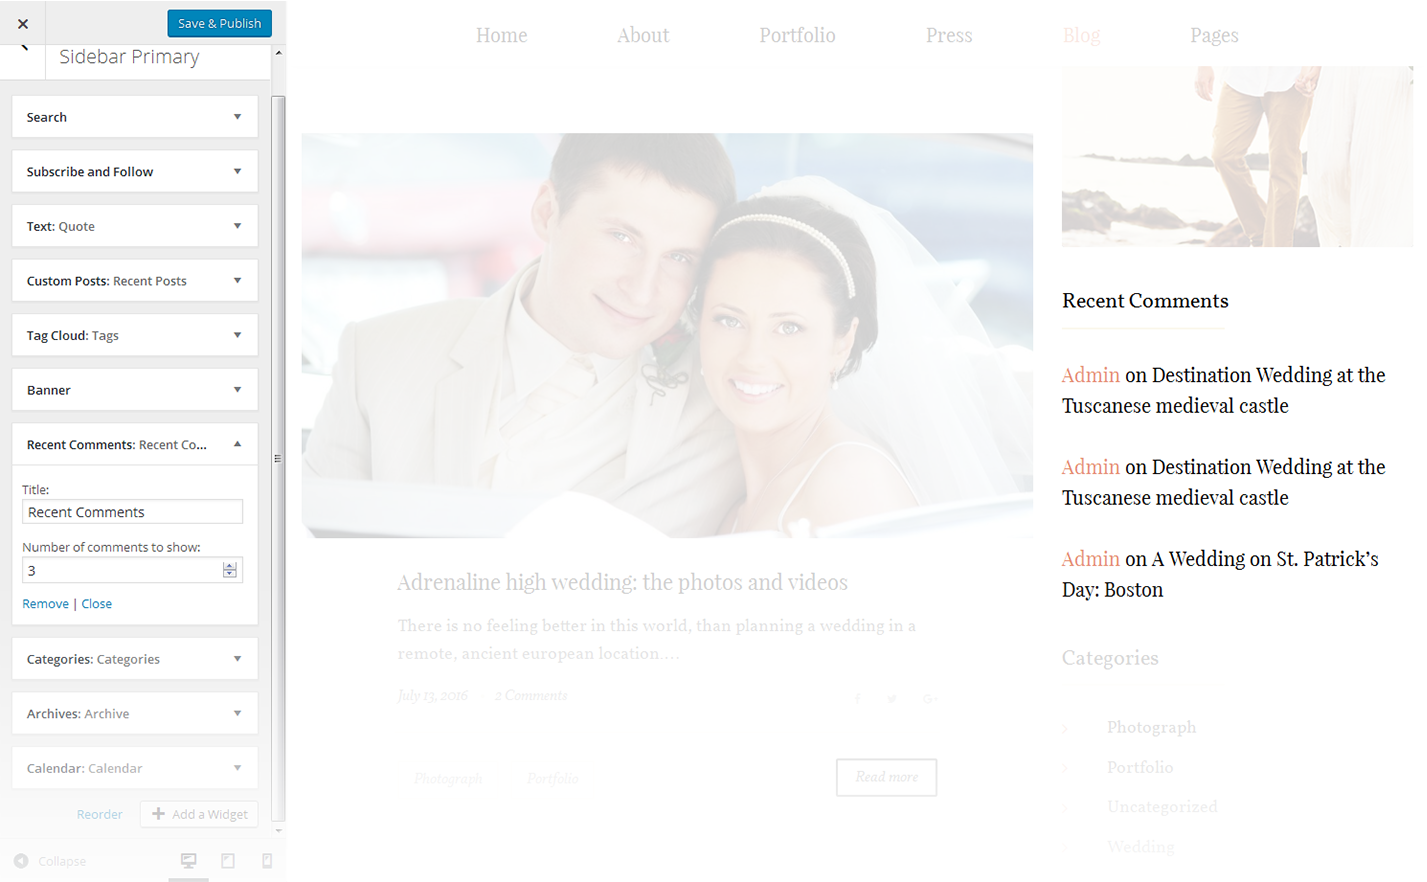 Save & Publish
Sidebar Primary
Search
Subscribe and Follow
Text: Quote
Custom Posts: Recent Posts
Tag Cloud: Tags
Banner
Recent Comments: Recent Co...
Title:
Recent Comments
Number of comments to show:
3
Remove | Close
Categories: Categories
Archives: Archive
Calendar: Calendar
Reorder
Add a Widget
Collapse
Home About Portfolio Press Blog Pages
Adrenaline high wedding: the photos and videos
There is no feeling better in this world, than planning a wedding in a
remote, ancient european location....
July 13, 2016 2 Comments
G+
Photograph Portfolio
Read more
Recent Comments
Admin on Destination Wedding at the
Tuscanese medieval castle
Admin on Destination Wedding at the
Tuscanese medieval castle
Admin on A Wedding on St. Patrick’s
Day: Boston
Categories
Photograph
Portfolio
Uncategorized
Wedding